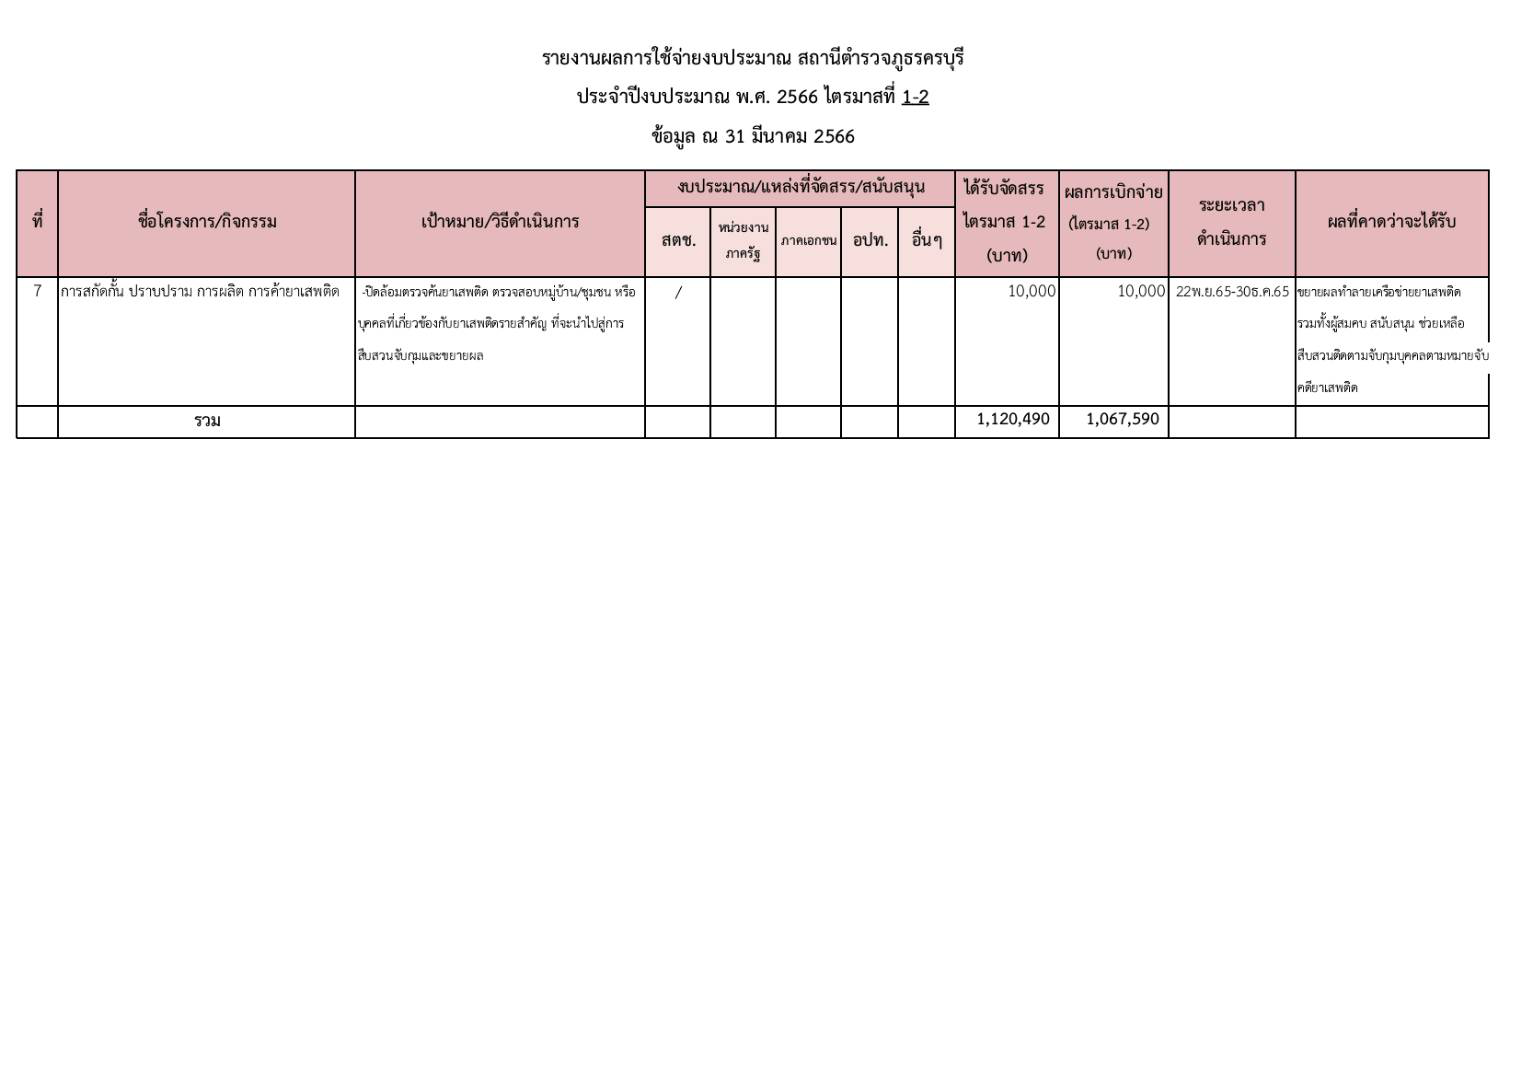 รายงานผลการใช้จ่ายงบประมาณ สถานีตำรวจภูธรครบุรี
ประจำปีงบประมาณ พ.ศ. 2566 ไตรมาสที่ 1-2
ข้อมูล ณ 31 มีนาคม 2566
ที่
ชื่อโครงการ/กิจกรรม
เป้าหมาย/วิธีดำเนินการ
งบประมาณ/แหล่งที่จัดสรร/สนับสนุน
สตช.
หน่วยงาน
ภาครัฐ
ภาคเอกชน
อปท.
อื่นๆ
ได้รับจัดสรร
ไตรมาส 1-2
(บาท)
ผลการเบิกจ่าย
(ไตรมาส 1-2)
(บาท)
ระยะเวลา
ดำเนินการ
ผลที่คาดว่าจะได้รับ
7
การสกัดกั้น ปราบปราม การผลิต การค้ายาเสพติด
-ปิดล้อมตรวจค้นยาเสพติด ตรวจสอบหมู่บ้าน/ชุมชน หรือ
บุคคลที่เกี่ยวข้องกับยาเสพติดรายสำคัญ ที่จะนำไปสู่การ
สืบสวนจับกุมและขยายผล
/
10,000
10,000
22พ.ย.65-30ธ.ค.65
ขยายผลทำลายเครือข่ายยาเสพติด
รวมทั้งผู้สมคบ สนับสนุน ช่วยเหลือ
สืบสวนติดตามจับกุมบุคคลตามหมายจับ
คดียาเสพติด
รวม
1,120,490
1,067,590